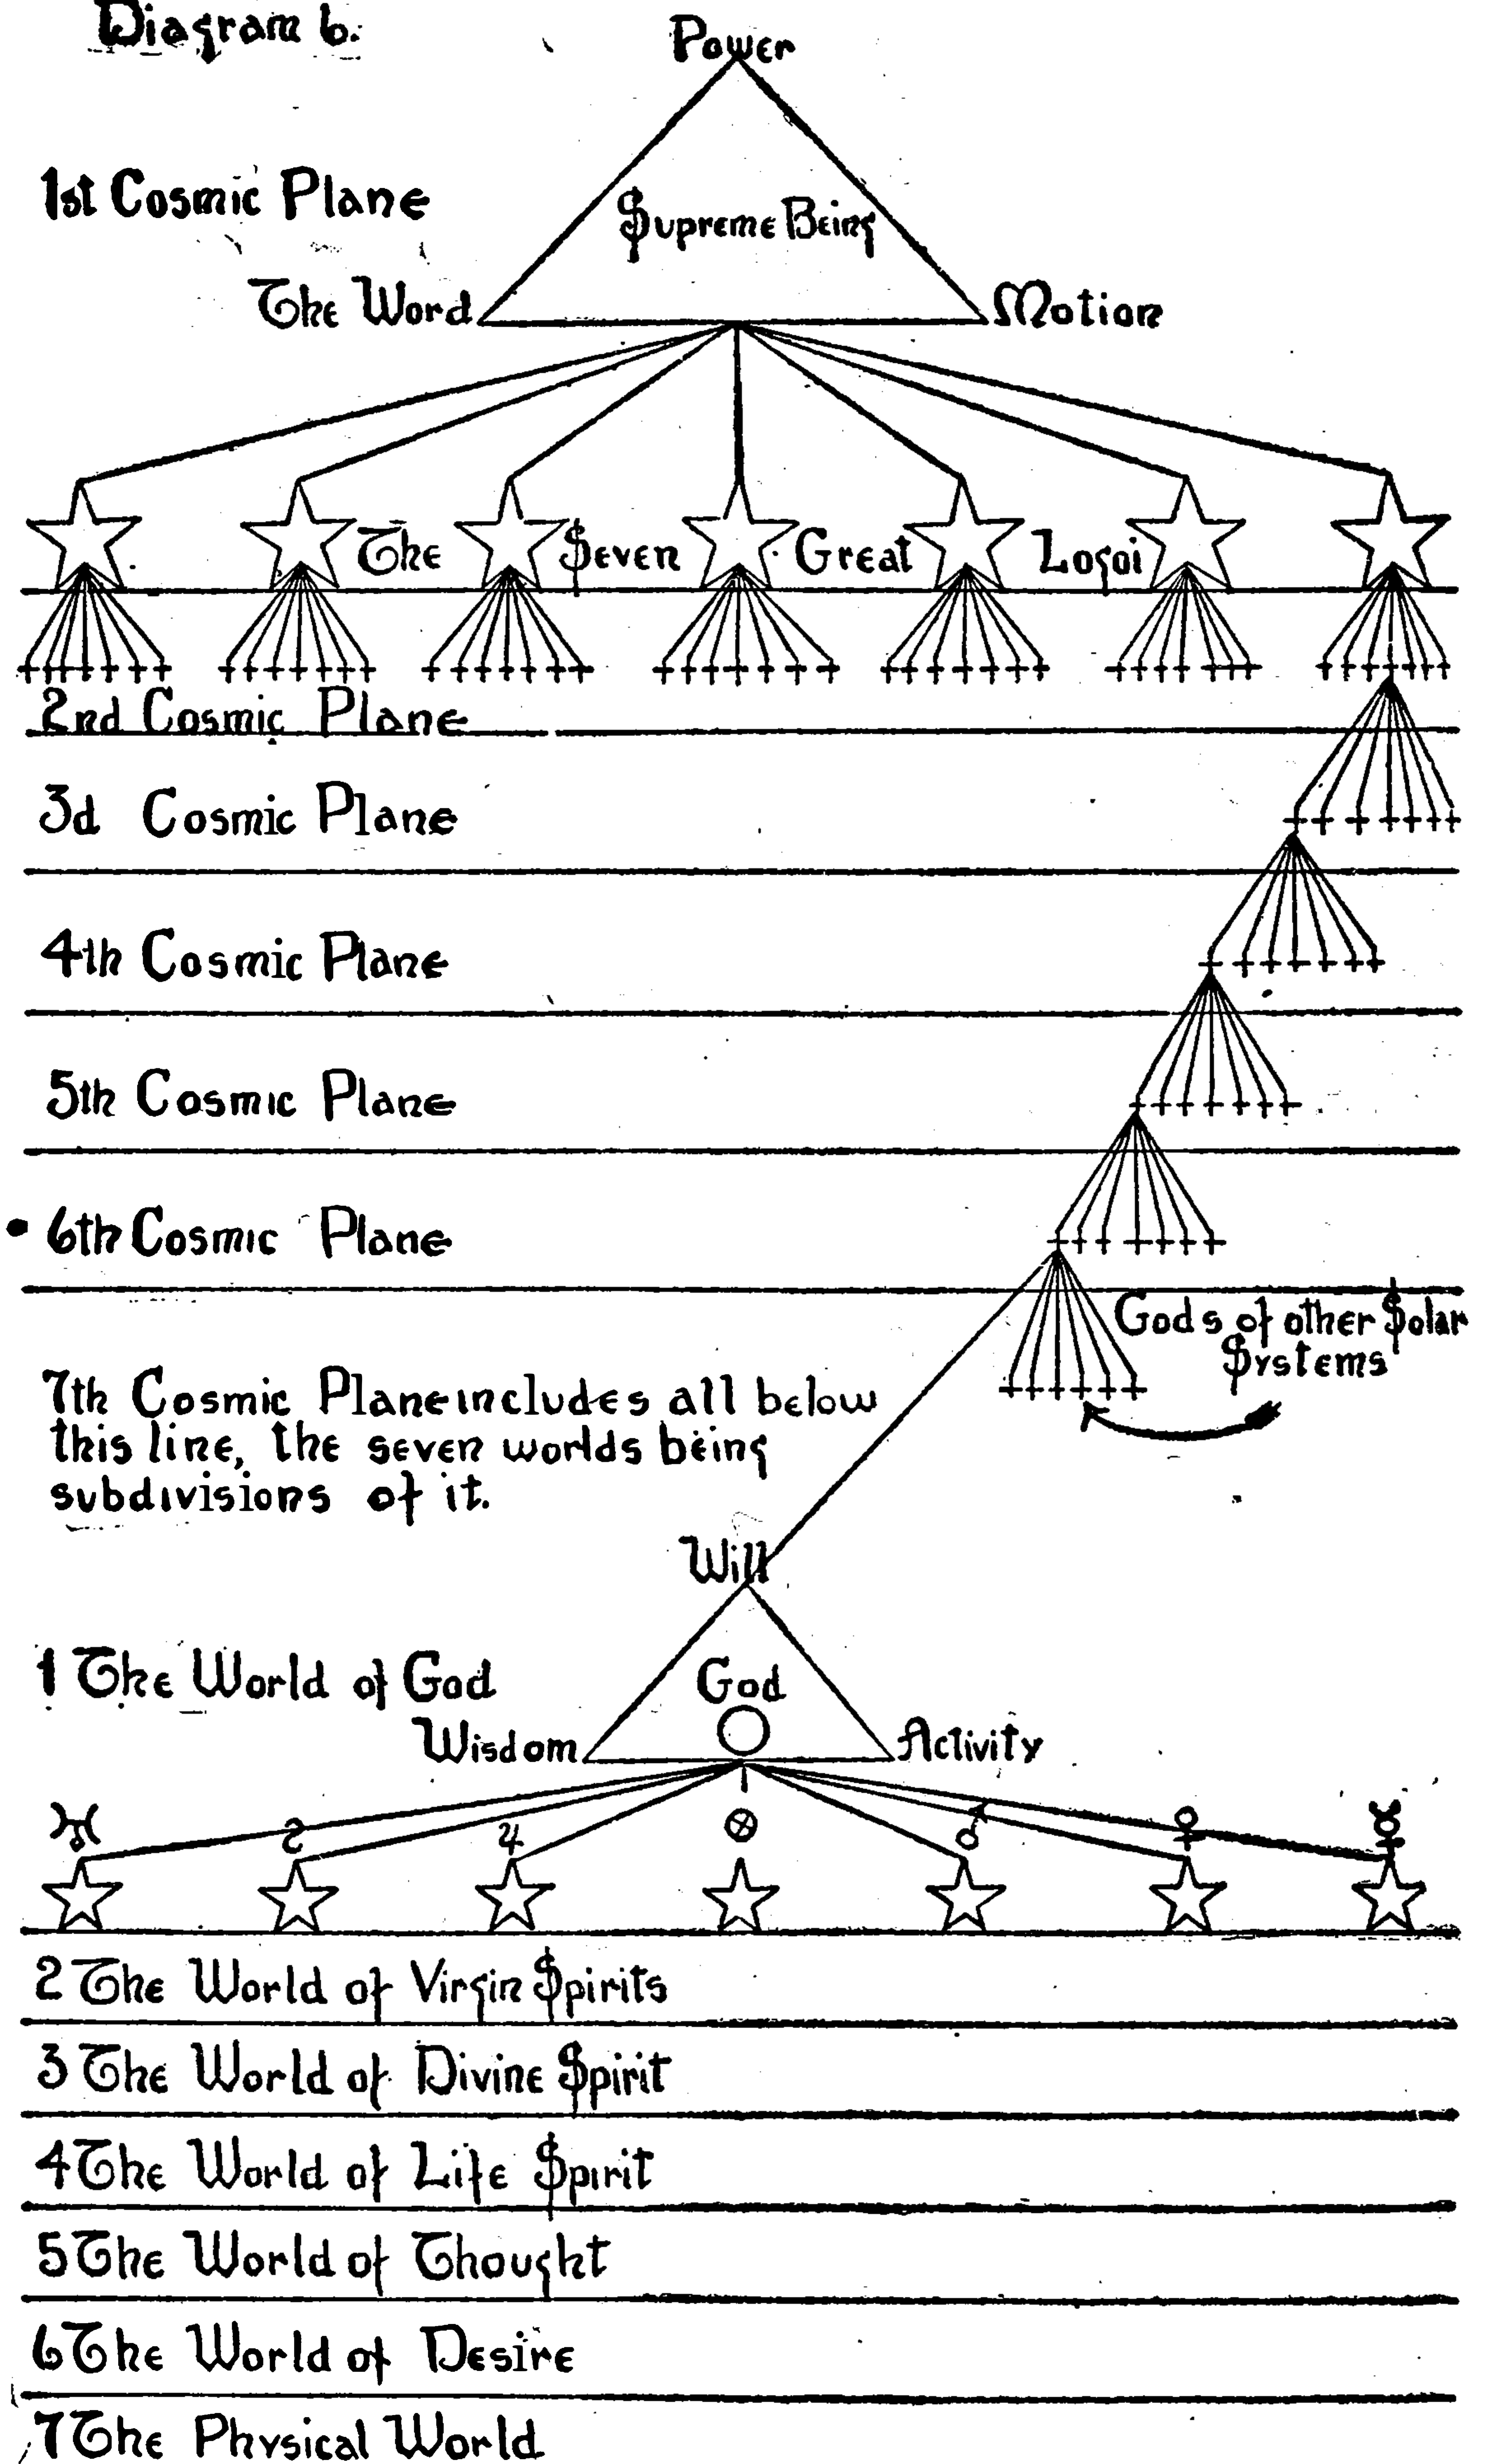 Diagram 6.
Power
1st Cosmic Plane
Supreme Being
The Word
Motion
The Seven Great Logoi
2nd Cosmic Plane
3d Cosmic Plane
4th Cosmic Plane
5th Cosmic Plane
6th Cosmic Plane
Gods of other Solar
Systems
7th Cosmic Plane includes all below
this line, the seven worlds being
subdivisions of it.
Will
1 The World of God
God
Wisdom
Activity
♅ ♄ ♃ ⊗ ♂ ♀ ☿
2 The World of Virgin Spirits
3 The World of Divine Spirit
4 The World of Life Spirit
5 The World of Thought
6 The World of Desire
7 The Physical World